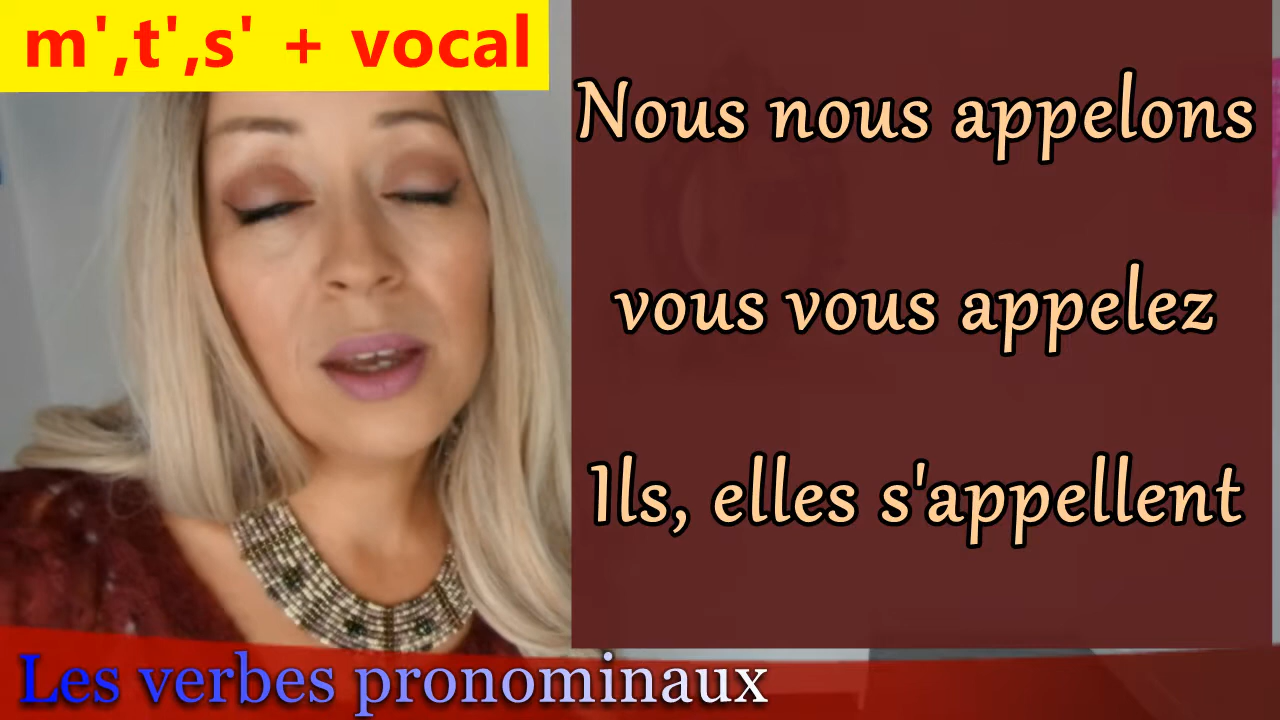 m',t',s' + vocal
Nous nous appelons
vous vous appelez
Ils, elles s'appellent
Les verbes pronominaux